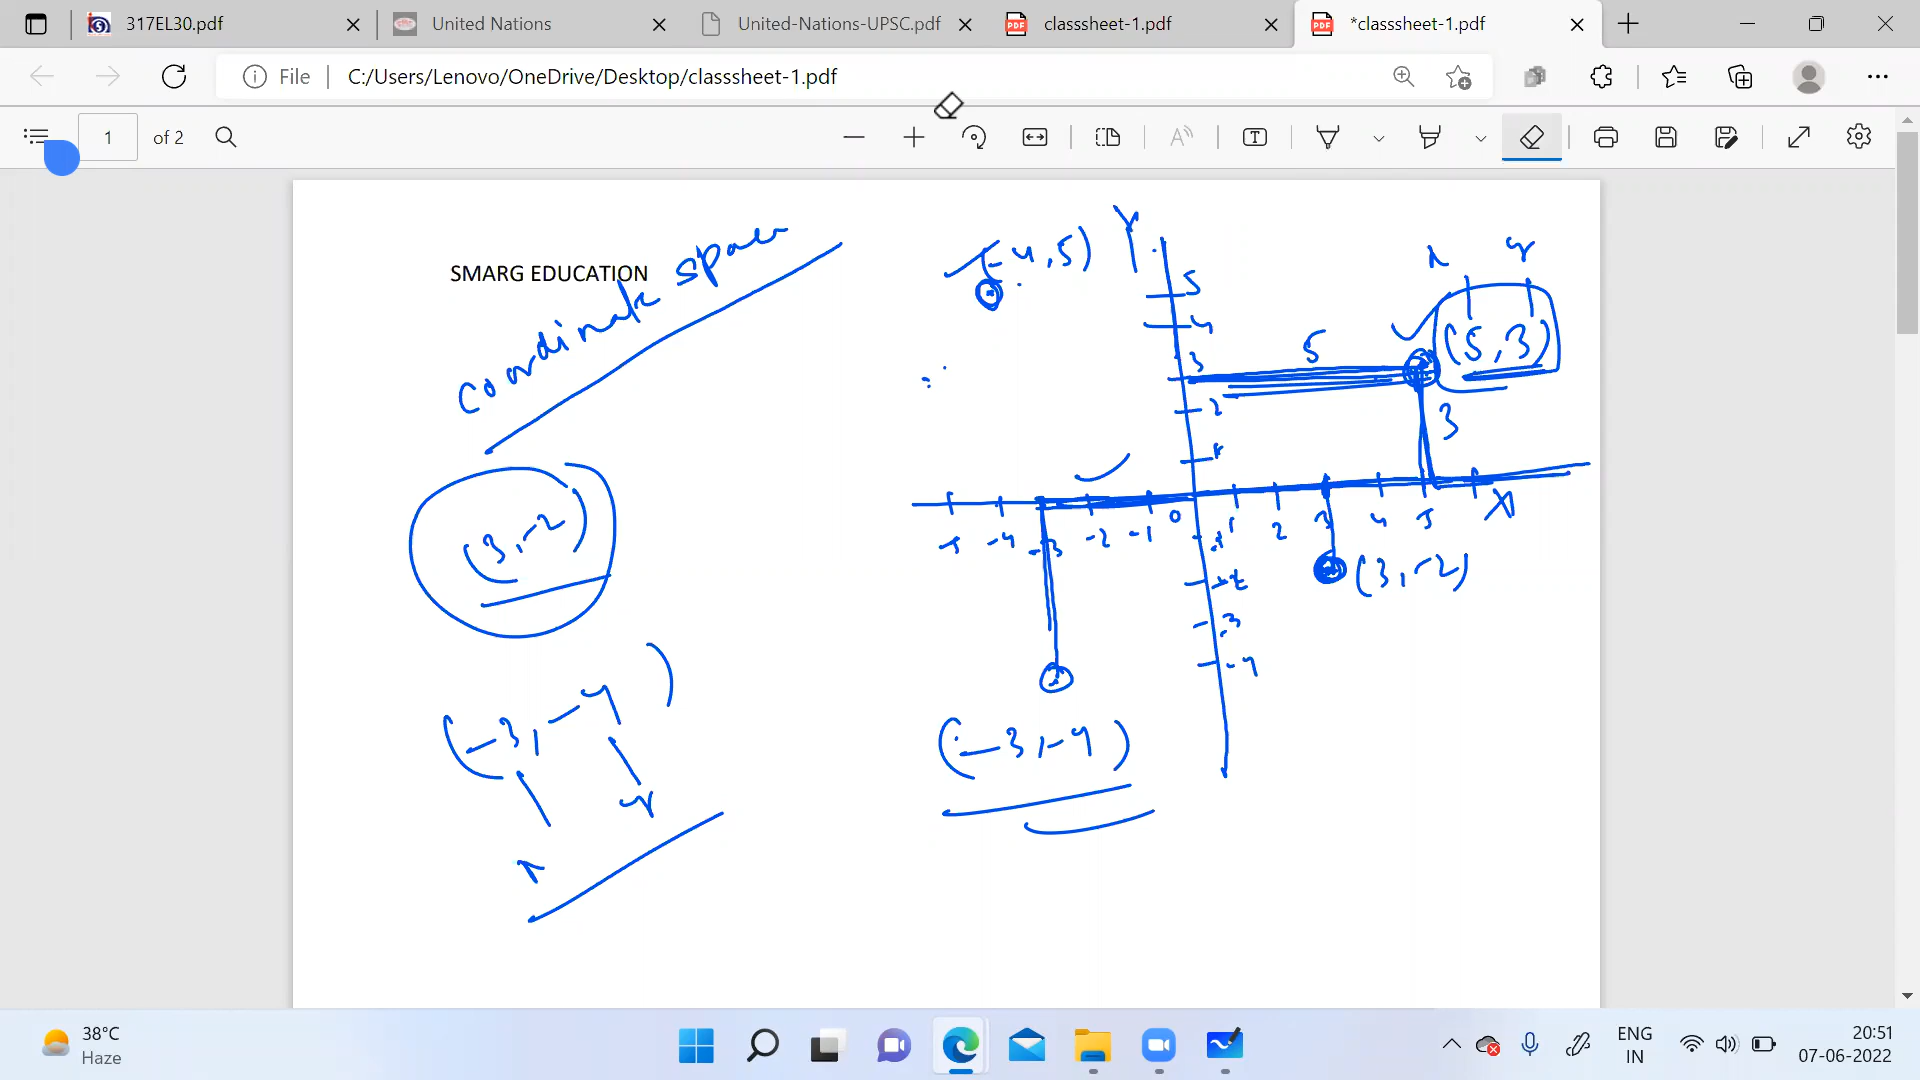 317EL30.pdf
United Nations
United-Nations-UPSC.pdf
classsheet-1.pdf
*classsheet-1.pdf
File
C:/Users/Lenovo/OneDrive/Desktop/classsheet-1.pdf
1 of 2
SMARG EDUCATION
coordinate space
(3,-2)
(-3,-4)
x
y
(-4,5)
Y
5
4
3
2
1
x y
(5,3)
5
3
-5 -4 -3 -2 -1 0 1 2 3 4 5 X
-1
-2
-3
-4
(3,-2)
(-3,-4)
38°C
Haze
ENG
IN
20:51
07-06-2022